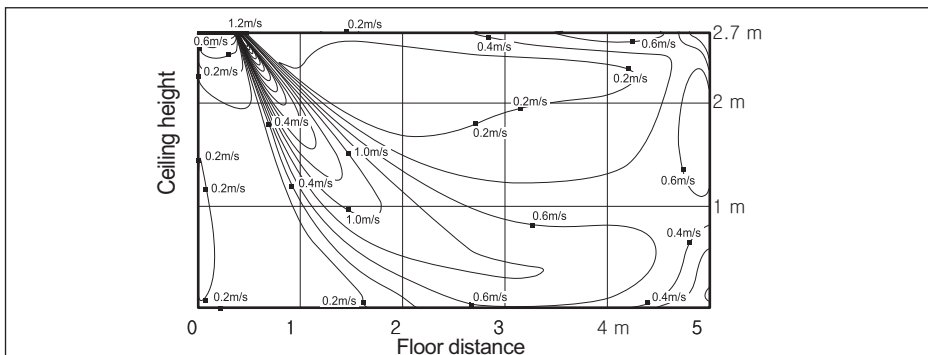 1.2m/s 0.2m/s
0.6m/s 0.4m/s 0.6m/s 2.7 m
0.2m/s 0.2m/s
0.2m/s 2 m
0.4m/s 0.2m/s
1.0m/s
0.2m/s
0.6m/s
0.2m/s 0.4m/s
1.0m/s 0.6m/s 1 m
0.4m/s
0.2m/s 0.2m/s 0.6m/s 0.4m/s
Ceiling height
0 1 2 3 4 m 5
Floor distance